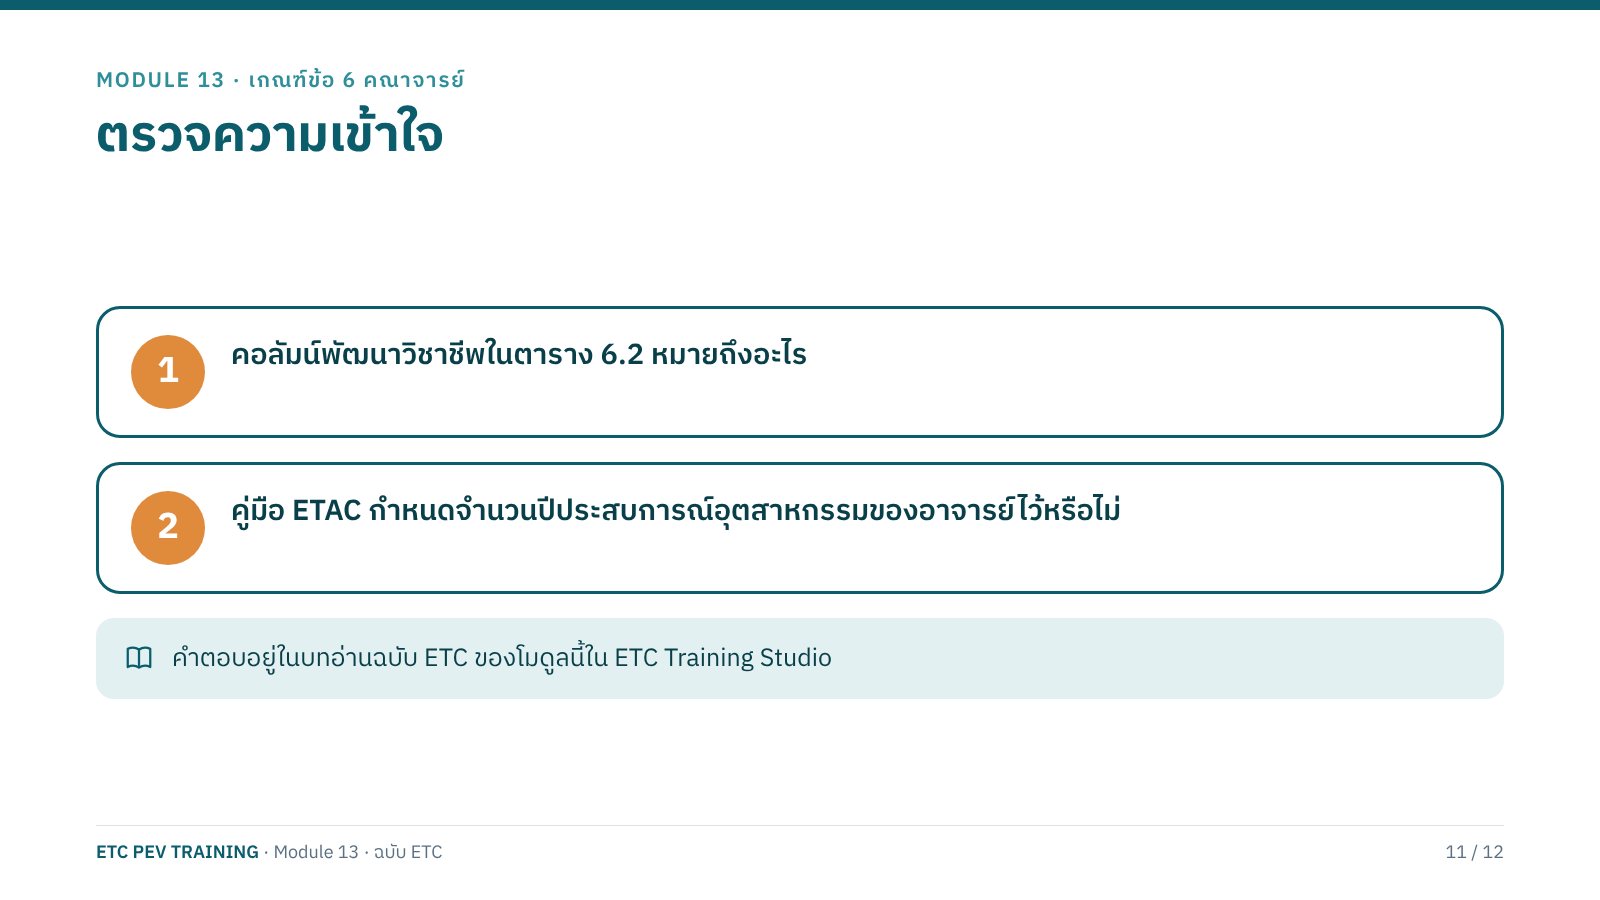 MODULE 13 · เกณฑ์ข้อ 6 คณาจารย์
ตรวจความเข้าใจ
1
คอลัมน์พัฒนาวิชาชีพในตาราง 6.2 หมายถึงอะไร
2
คู่มือ ETAC กำหนดจำนวนปีประสบการณ์อุตสาหกรรมของอาจารย์ไว้หรือไม่
คำตอบอยู่ในบทอ่านฉบับ ETC ของโมดูลนี้ใน ETC Training Studio
ETC PEV TRAINING · Module 13 · ฉบับ ETC
11 / 12